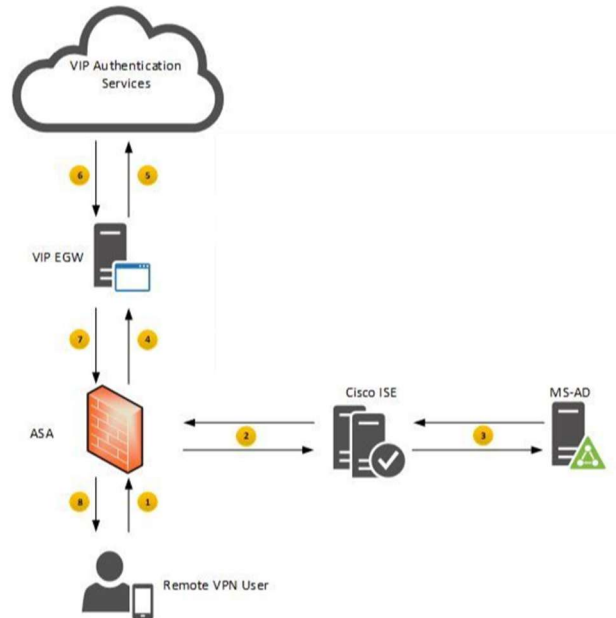 VIP Authentication
Services
6
5
VIP EGW
7
4
Cisco ISE
MS-AD
ASA
2
3
8
1
Remote VPN User